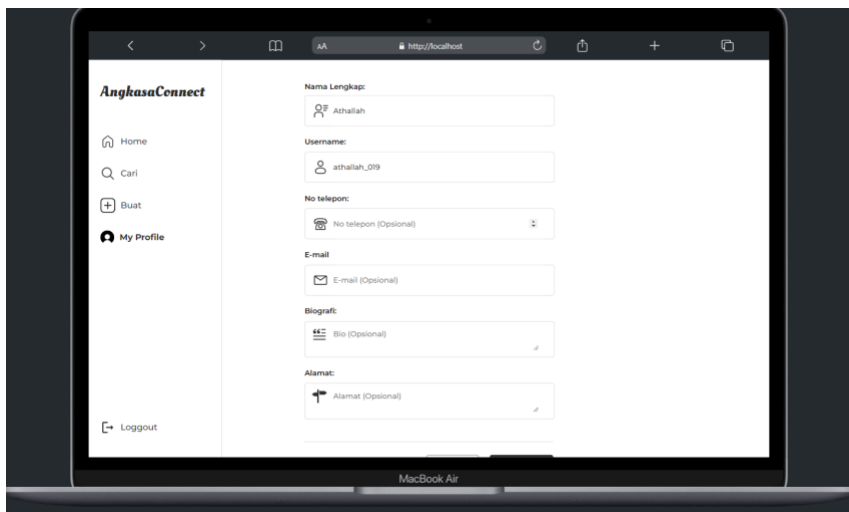 AA
http://localhost
AngkasaConnect
Home
Cari
Buat
My Profile
Loggout
Nama Lengkap:
Athallah
Username:
athallah_019
No telepon:
No telepon (Opsional)
E-mail
E-mail (Opsional)
Biografi:
Bio (Opsional)
Alamat:
Alamat (Opsional)
MacBook Air